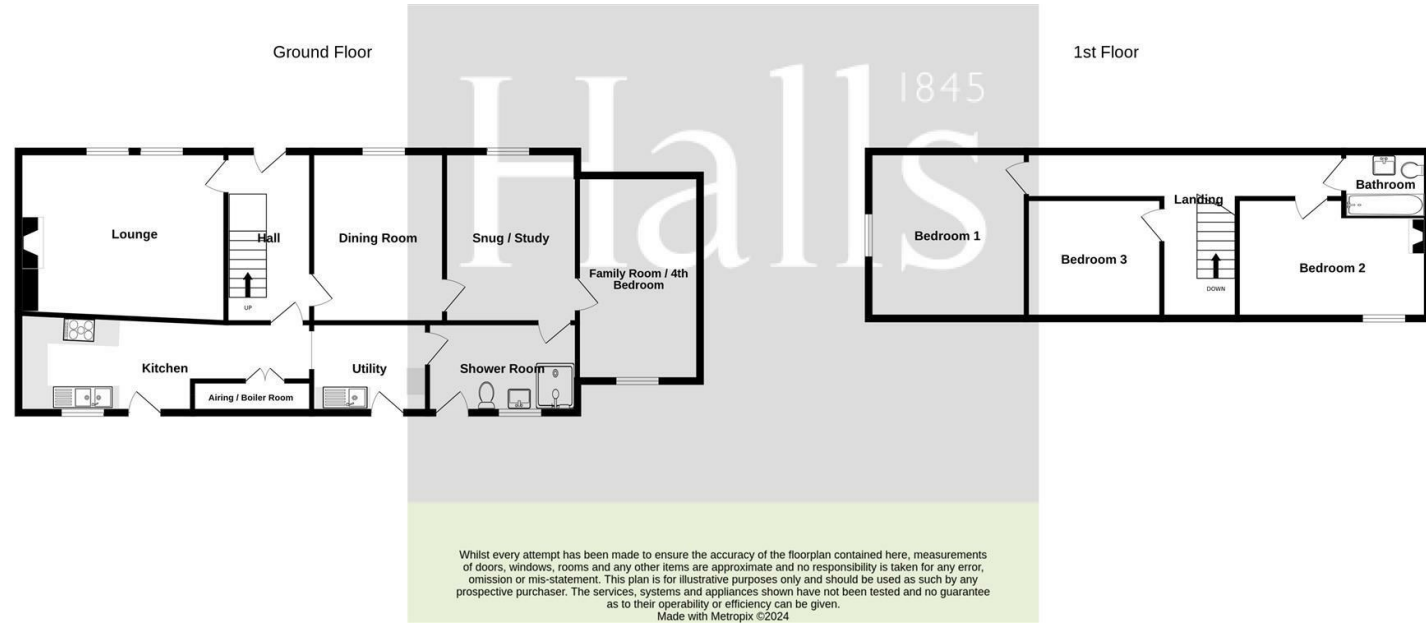 Ground Floor
1st Floor
Halls
1845
Lounge
Hall
UP
Dining Room
Snug / Study
Family Room / 4th
Bedroom
Kitchen
Airing / Boiler Room
Utility
Shower Room
Bedroom 1
Bedroom 3
Landing
DOWN
Bathroom
Bedroom 2
Whilst every attempt has been made to ensure the accuracy of the floorplan contained here, measurements
of doors, windows, rooms and any other items are approximate and no responsibility is taken for any error,
omission or mis-statement. This plan is for illustrative purposes only and should be used as such by any
prospective purchaser. The services, systems and appliances shown have not been tested and no guarantee
as to their operability or efficiency can be given.
Made with Metropix ©2024